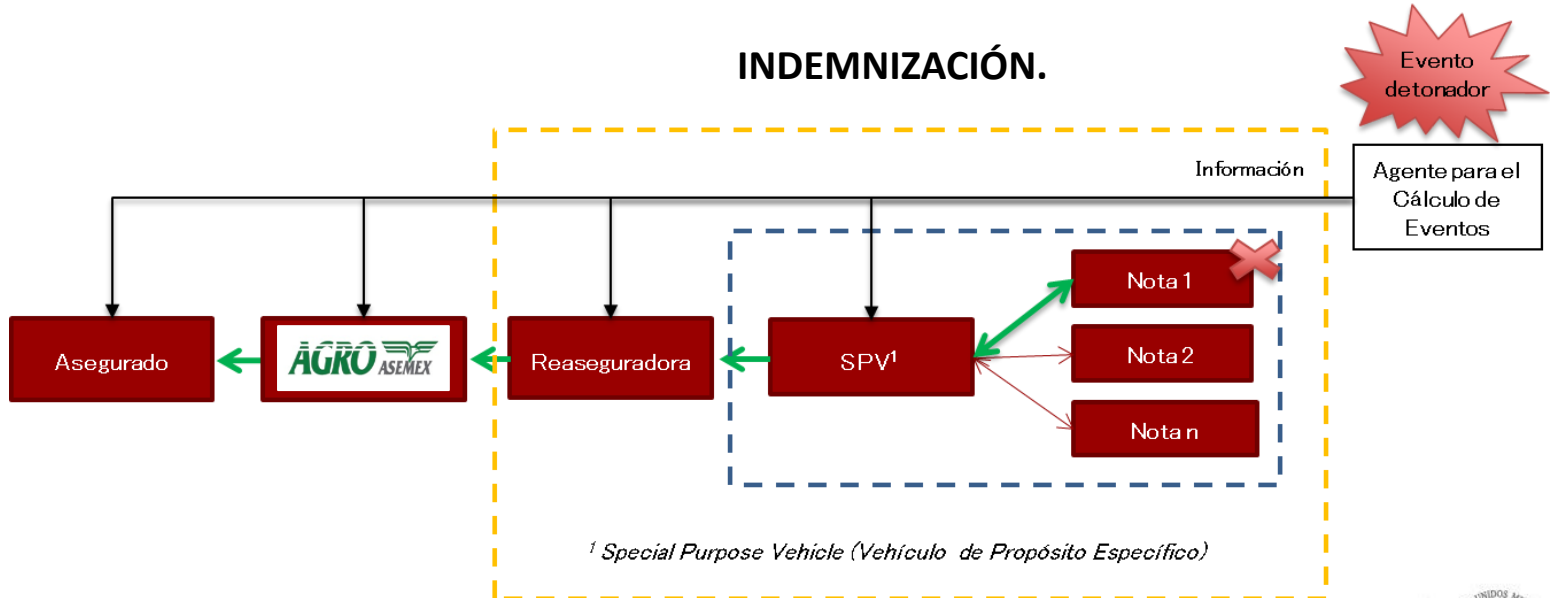 INDEMNIZACIÓN.
Evento
detonador
Información
Agente para el
Cálculo de
Eventos
Nota 1
Asegurado
AGRO ASEMEX
Reaseguradora
SPV¹
Nota 2
Nota n
¹ Special Purpose Vehicle (Vehículo de Propósito Específico)